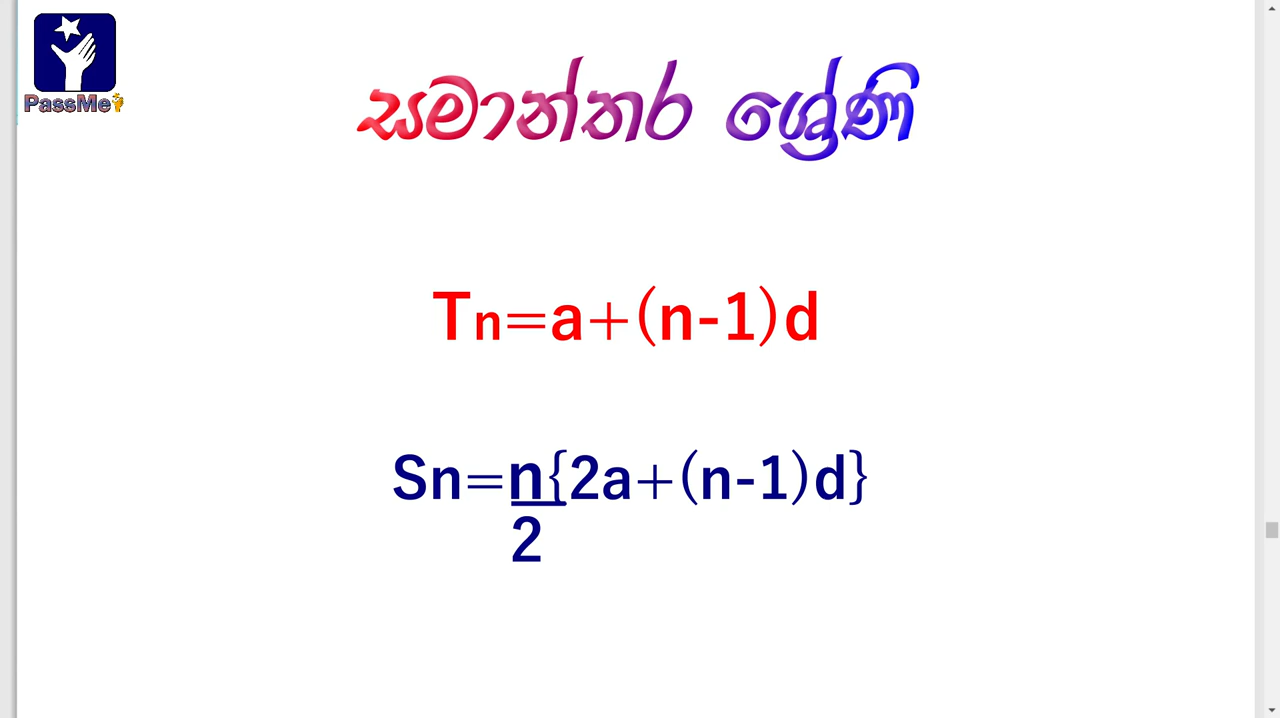 PassMe
සමාන්තර ශ්‍රේණි
Tn=a+(n-1)d
Sn=n{2a+(n-1)d}
2